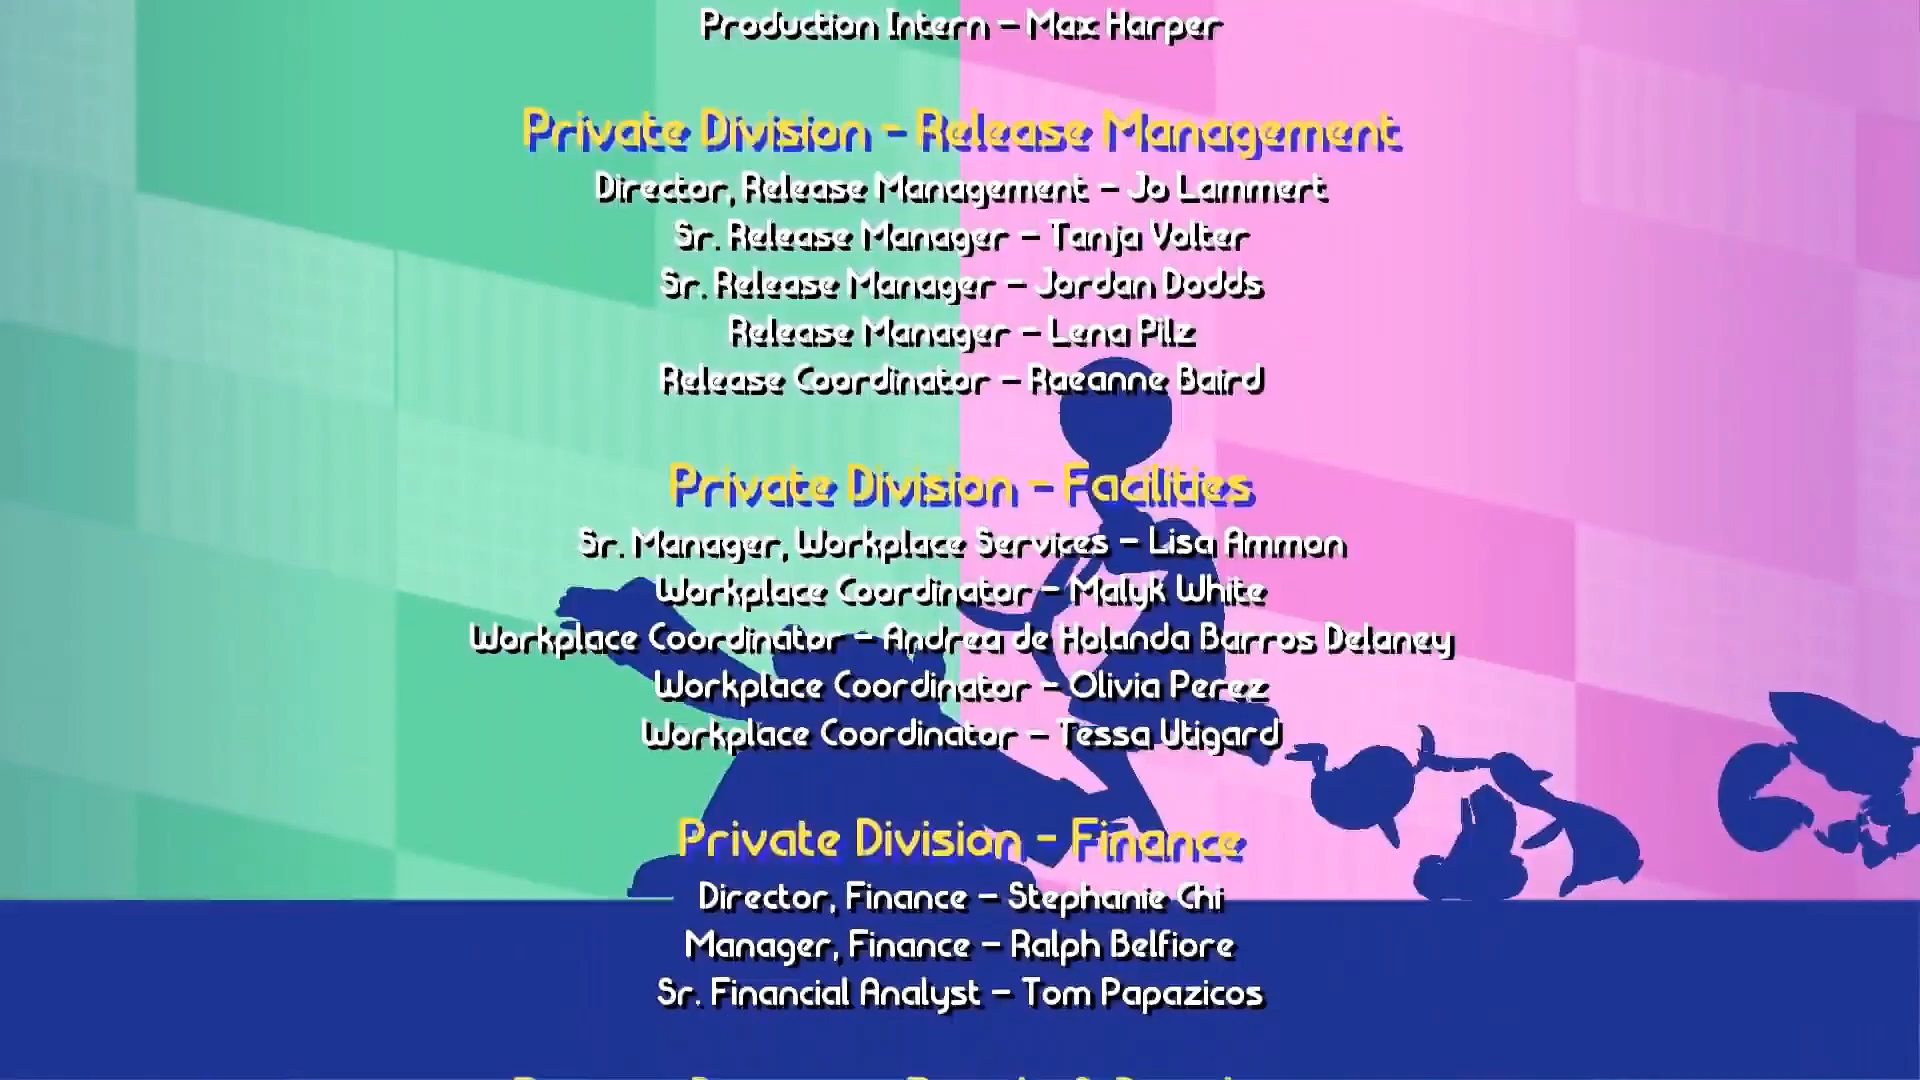 Production Intern – Max Harper
Private Division – Release Management
Director, Release Management – Jo Lammert
Sr. Release Manager – Tanja Volter
Sr. Release Manager – Jordan Dodds
Release Manager – Lena Pilz
Release Coordinator – Raeanne Baird
Private Division – Facilities
Sr. Manager, Workplace Services – Lisa Ammon
Workplace Coordinator – Malyk White
Workplace Coordinator – Andrea de Holanda Barros Delaney
Workplace Coordinator – Olivia Perez
Workplace Coordinator – Tessa Utigard
Private Division – Finance
Director, Finance – Stephanie Chi
Manager, Finance – Ralph Belfiore
Sr. Financial Analyst – Tom Papazicos